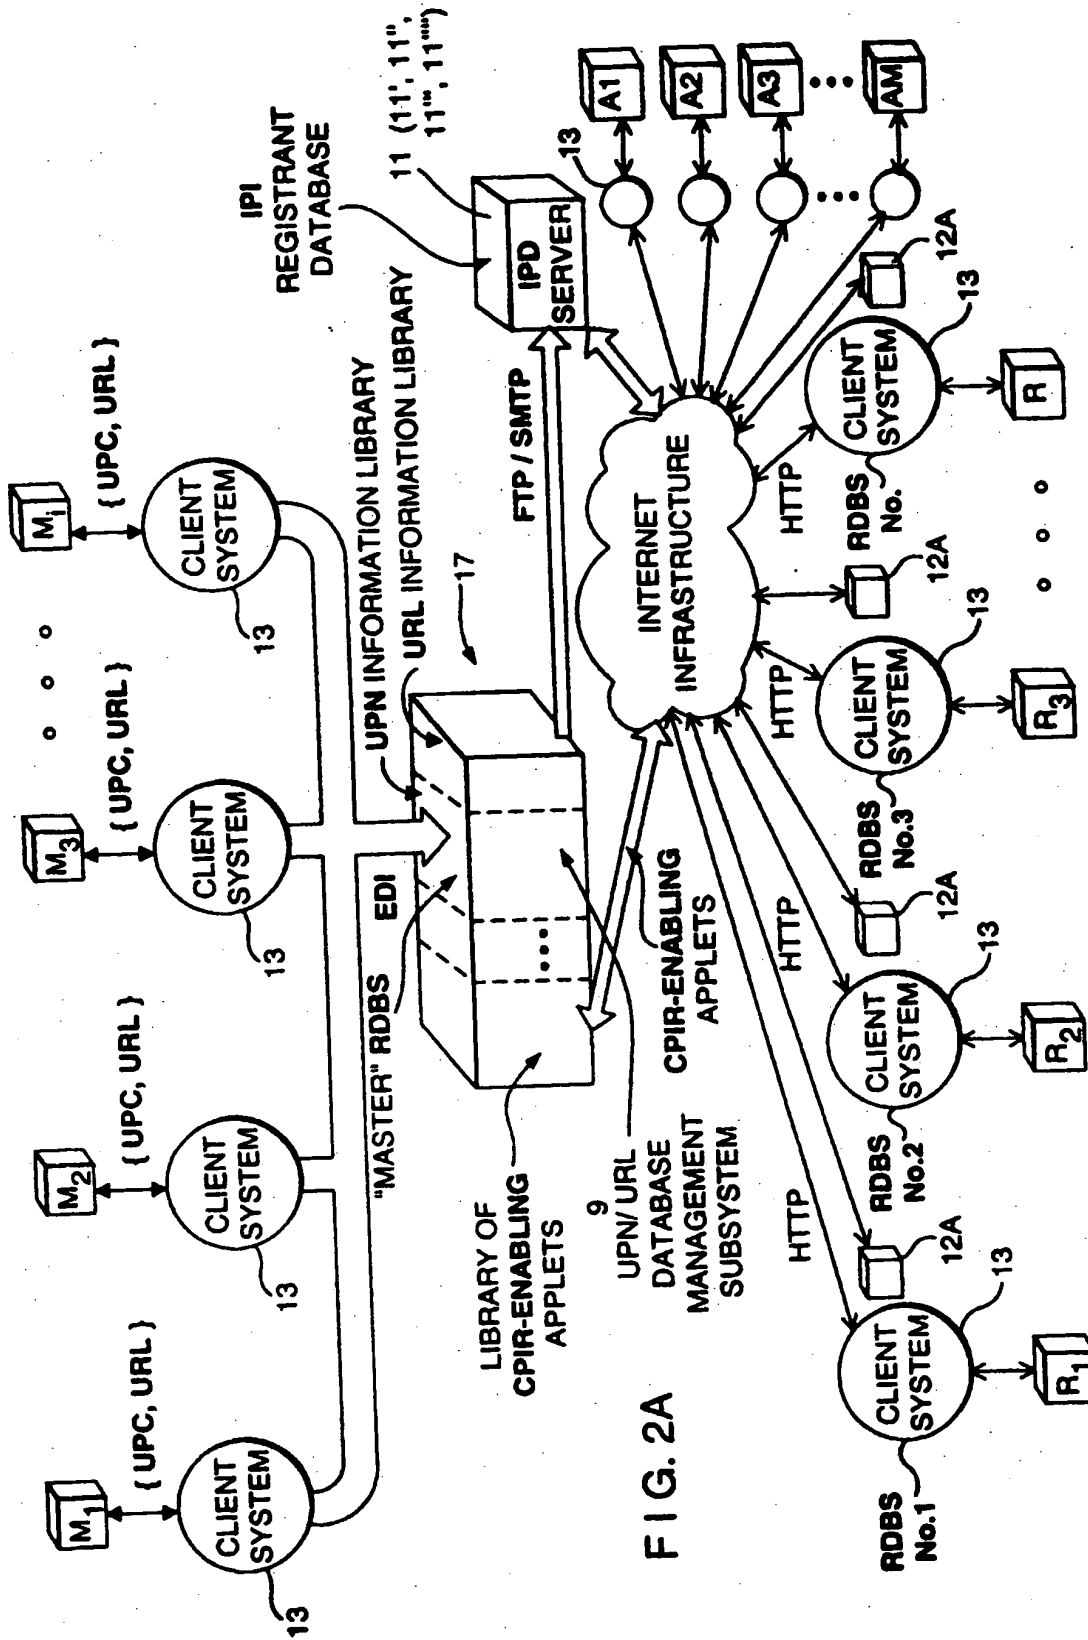 M1
{ UPC, URL }
CLIENT
SYSTEM
13
M2
{ UPC, URL }
CLIENT
SYSTEM
13
M3
{ UPC, URL }
CLIENT
SYSTEM
13
Mi
{ UPC, URL }
CLIENT
SYSTEM
13
"MASTER" RDBS
EDI
UPN INFORMATION LIBRARY
URL INFORMATION LIBRARY
17
LIBRARY OF
CPIR-ENABLING
APPLETS
9
UPN/URL
DATABASE
MANAGEMENT
SUBSYSTEM
CPIR-ENABLING
APPLETS
FTP / SMTP
IPI
REGISTRANT
DATABASE
11 (11', 11",
11"', 11"")
IPD
SERVER
INTERNET
INFRASTRUCTURE
13
A1
A2
A3
AM
HTTP
HTTP
HTTP
HTTP
RDBS
No.1
CLIENT
SYSTEM
13
12A
R1
RDBS
No.2
CLIENT
SYSTEM
13
12A
R2
RDBS
No.3
CLIENT
SYSTEM
13
12A
R3
RDBS
No.
CLIENT
SYSTEM
13
12A
R
FIG. 2A